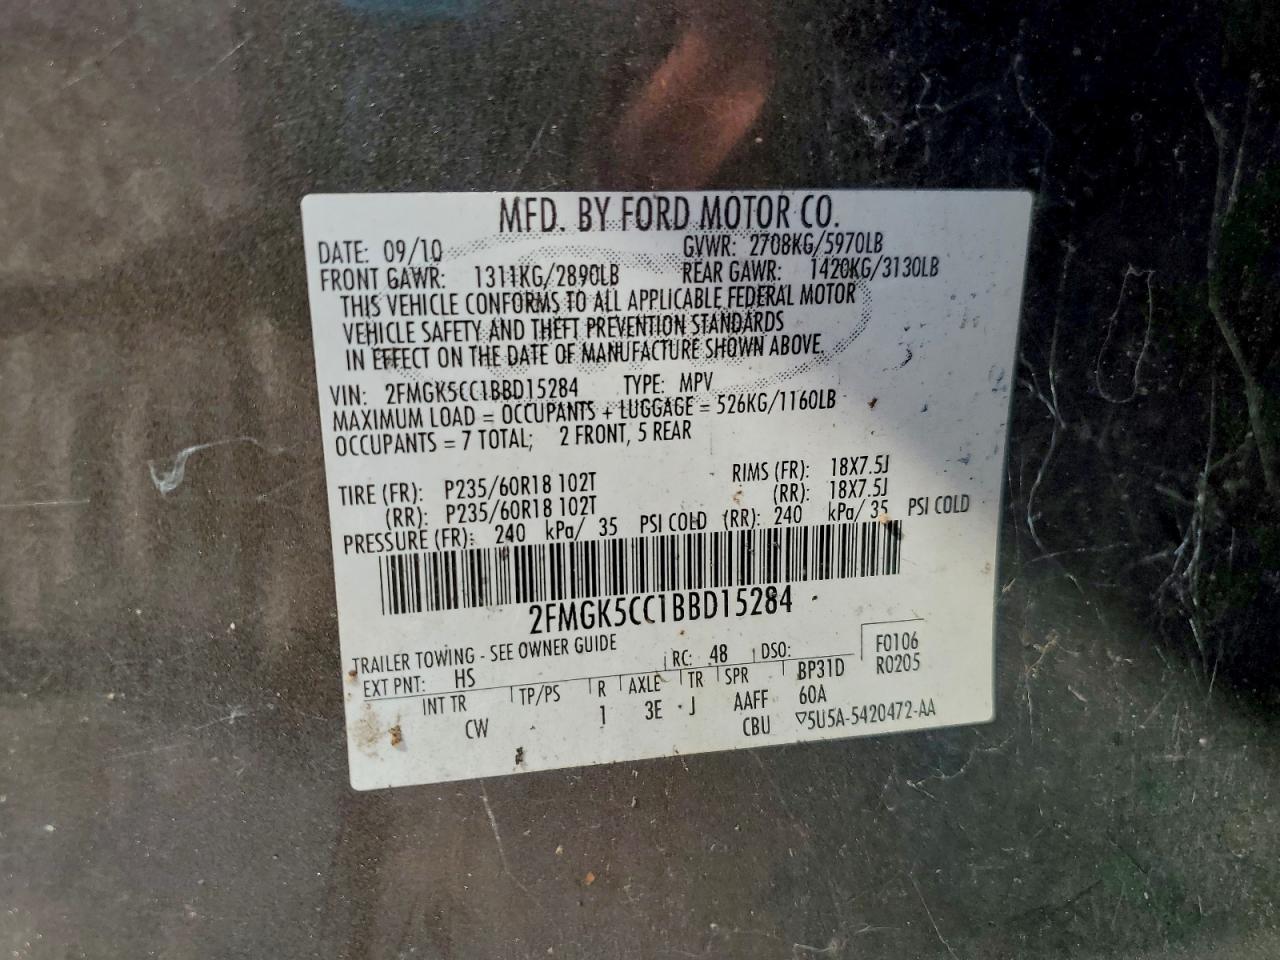 MFD. BY FORD MOTOR CO.
DATE: 09/10 GVWR: 2708KG/5970LB
FRONT GAWR: 1311KG/2890LB REAR GAWR: 1420KG/3130LB
THIS VEHICLE CONFORMS TO ALL APPLICABLE FEDERAL MOTOR
VEHICLE SAFETY AND THEFT PREVENTION STANDARDS
IN EFFECT ON THE DATE OF MANUFACTURE SHOWN ABOVE.
VIN: 2FMGK5CC1BBD15284 TYPE: MPV
MAXIMUM LOAD = OCCUPANTS + LUGGAGE = 526KG/1160LB
OCCUPANTS = 7 TOTAL; 2 FRONT, 5 REAR
TIRE (FR): P235/60R18 102T RIMS (FR): 18X7.5J
(RR): P235/60R18 102T (RR): 18X7.5J
PRESSURE (FR): 240 kPa/ 35 PSI COLD (RR): 240 kPa/ 35 PSI COLD
2FMGK5CC1BBD15284
TRAILER TOWING - SEE OWNER GUIDE
EXT PNT: HS RC: 48 DSO: F0106
R0205
INT TR TP/PS R AXLE TR SPR BP31D
CW 1 3E J AAFF 60A
CBU ▽5U5A-5420472-AA